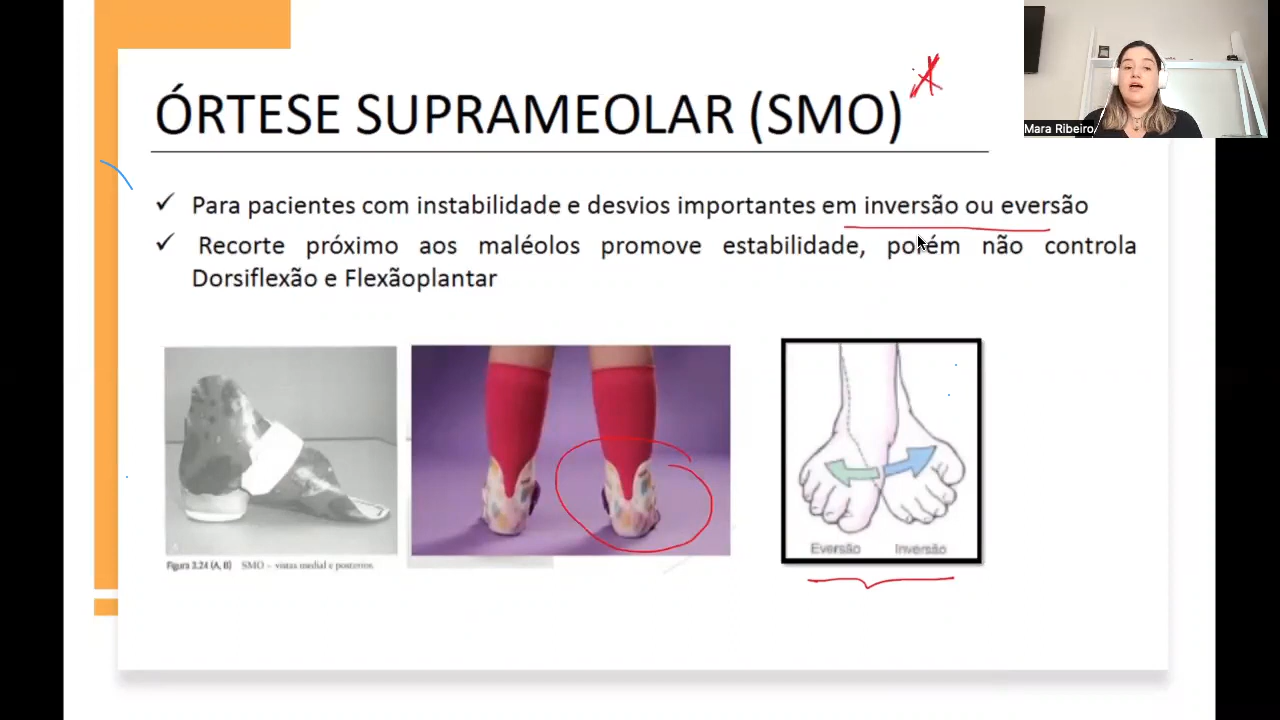 ÓRTESE SUPRAMEOLAR (SMO)
Mara Ribeiro
✓ Para pacientes com instabilidade e desvios importantes em inversão ou eversão
✓ Recorte próximo aos maléolos promove estabilidade, porém não controla
Dorsiflexão e Flexãoplantar
Eversão Inversão
Figura 3.24 (A, B) SMO – vistas medial e posterior.